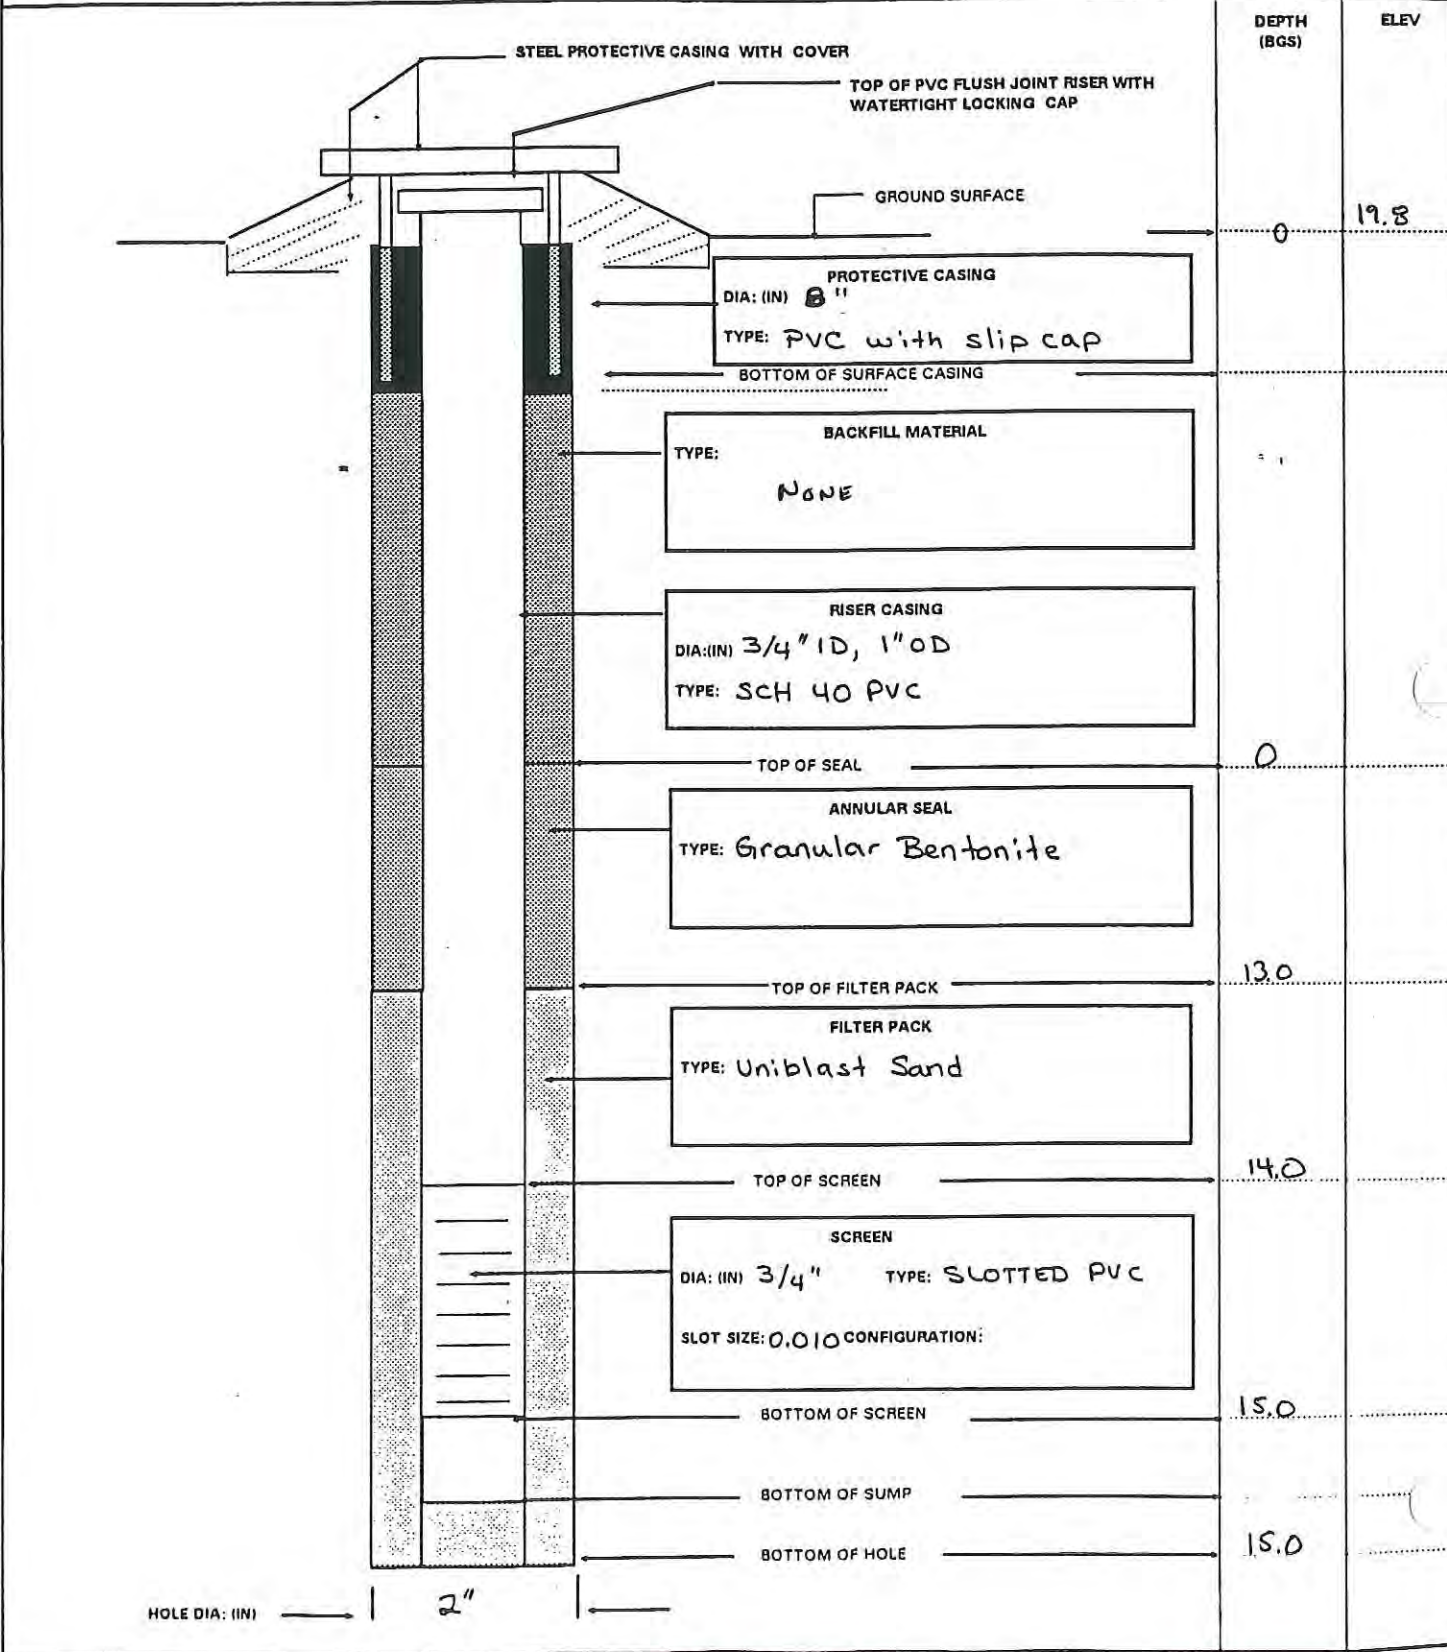 DEPTH ELEV
(BGS)
STEEL PROTECTIVE CASING WITH COVER
TOP OF PVC FLUSH JOINT RISER WITH
WATERTIGHT LOCKING CAP
GROUND SURFACE
0 19.8
PROTECTIVE CASING
DIA: (IN) 8"
TYPE: PVC with slip cap
BOTTOM OF SURFACE CASING
BACKFILL MATERIAL
TYPE:
NONE
RISER CASING
DIA:(IN) 3/4" ID, 1" OD
TYPE: SCH 40 PVC
TOP OF SEAL 0
ANNULAR SEAL
TYPE: Granular Bentonite
TOP OF FILTER PACK 13.0
FILTER PACK
TYPE: Uniblast Sand
TOP OF SCREEN 14.0
SCREEN
DIA: (IN) 3/4" TYPE: SLOTTED PVC
SLOT SIZE: 0.010 CONFIGURATION:
BOTTOM OF SCREEN 15.0
BOTTOM OF SUMP
BOTTOM OF HOLE 15.0
HOLE DIA: (IN) 2"